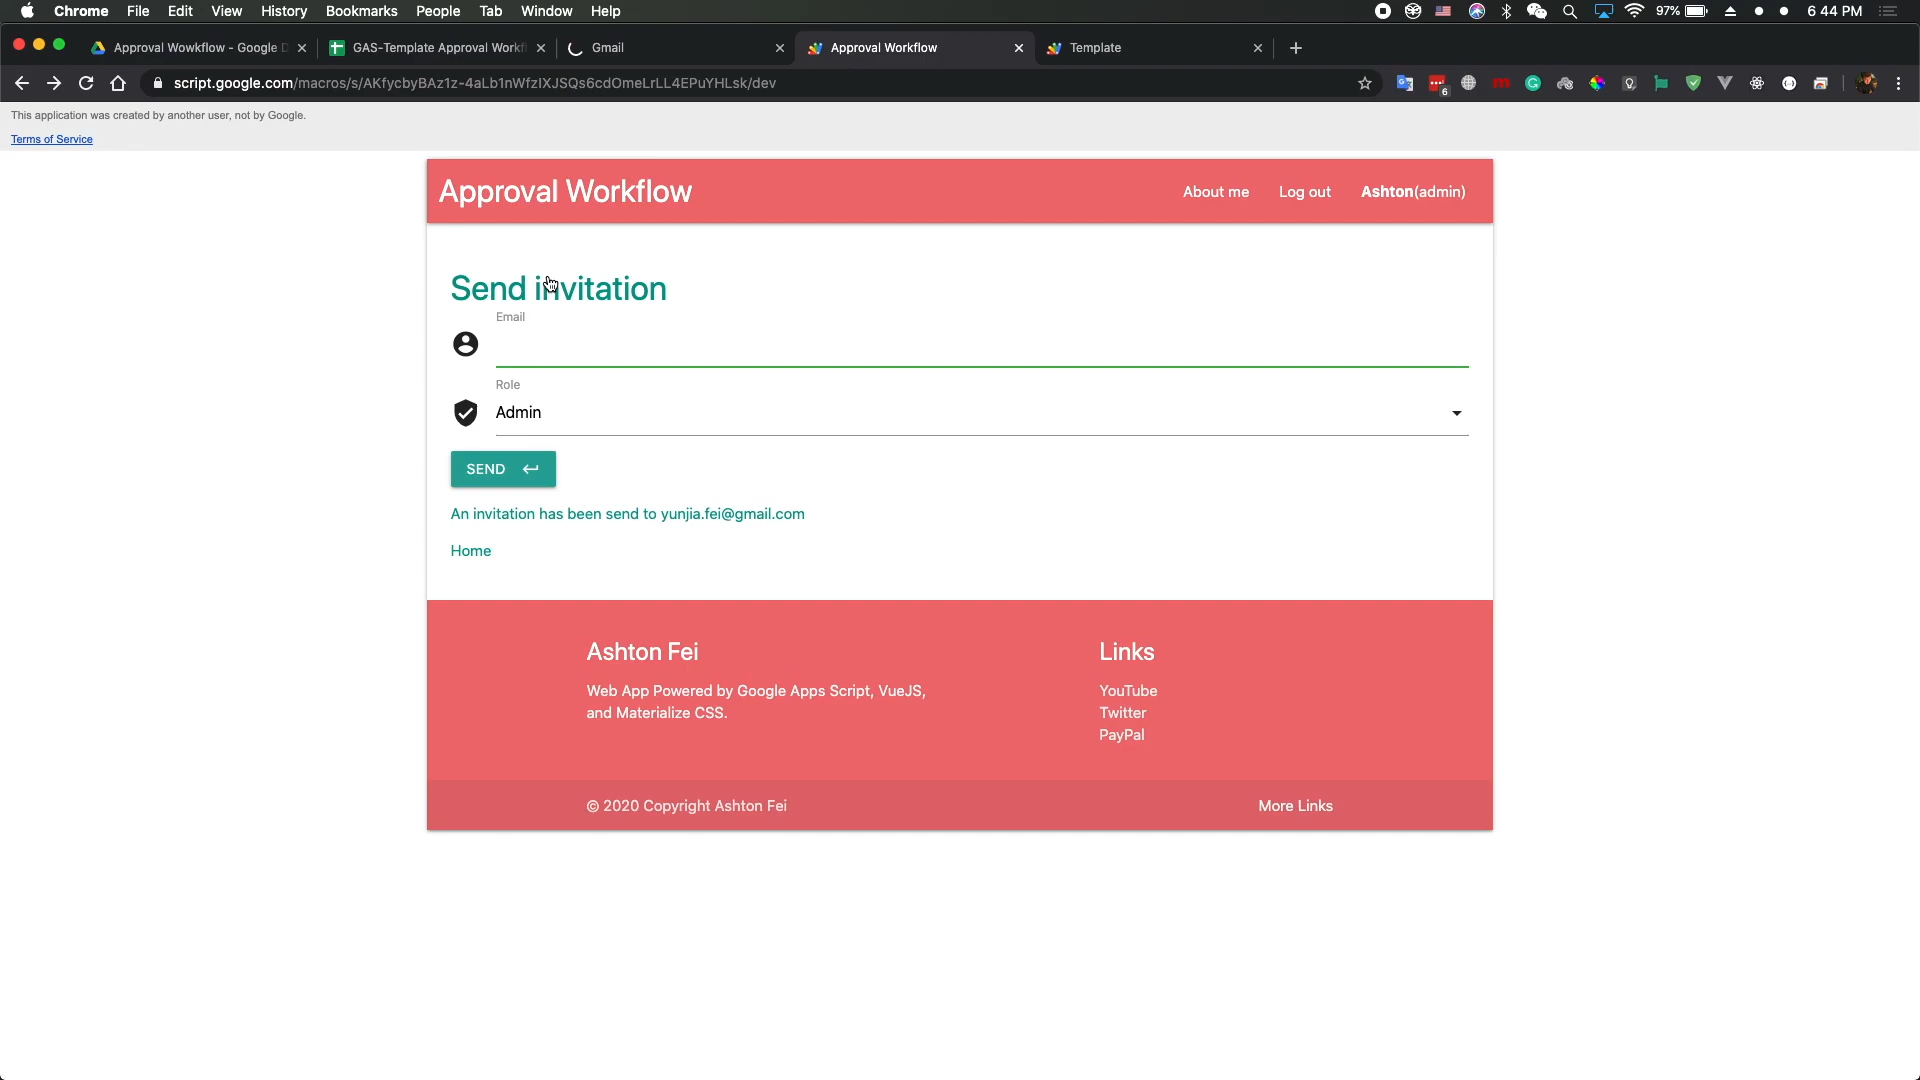 Chrome File Edit View History Bookmarks People Tab Window Help 97% 6 44 PM
Approval Wowkflow - Google D GAS-Template Approval Workf Gmail Approval Workflow Template
script.google.com/macros/s/AKfycbyBAz1z-4aLb1nWfzIXJSQs6cdOmeLrLL4EPuYHLsk/dev 6
This application was created by another user, not by Google.
Terms of Service
Approval Workflow About me Log out Ashton(admin)
Send invitation
Email
Role
Admin
SEND
An invitation has been send to yunjia.fei@gmail.com
Home
Ashton Fei Links
Web App Powered by Google Apps Script, VueJS, YouTube
and Materialize CSS. Twitter
PayPal
© 2020 Copyright Ashton Fei More Links